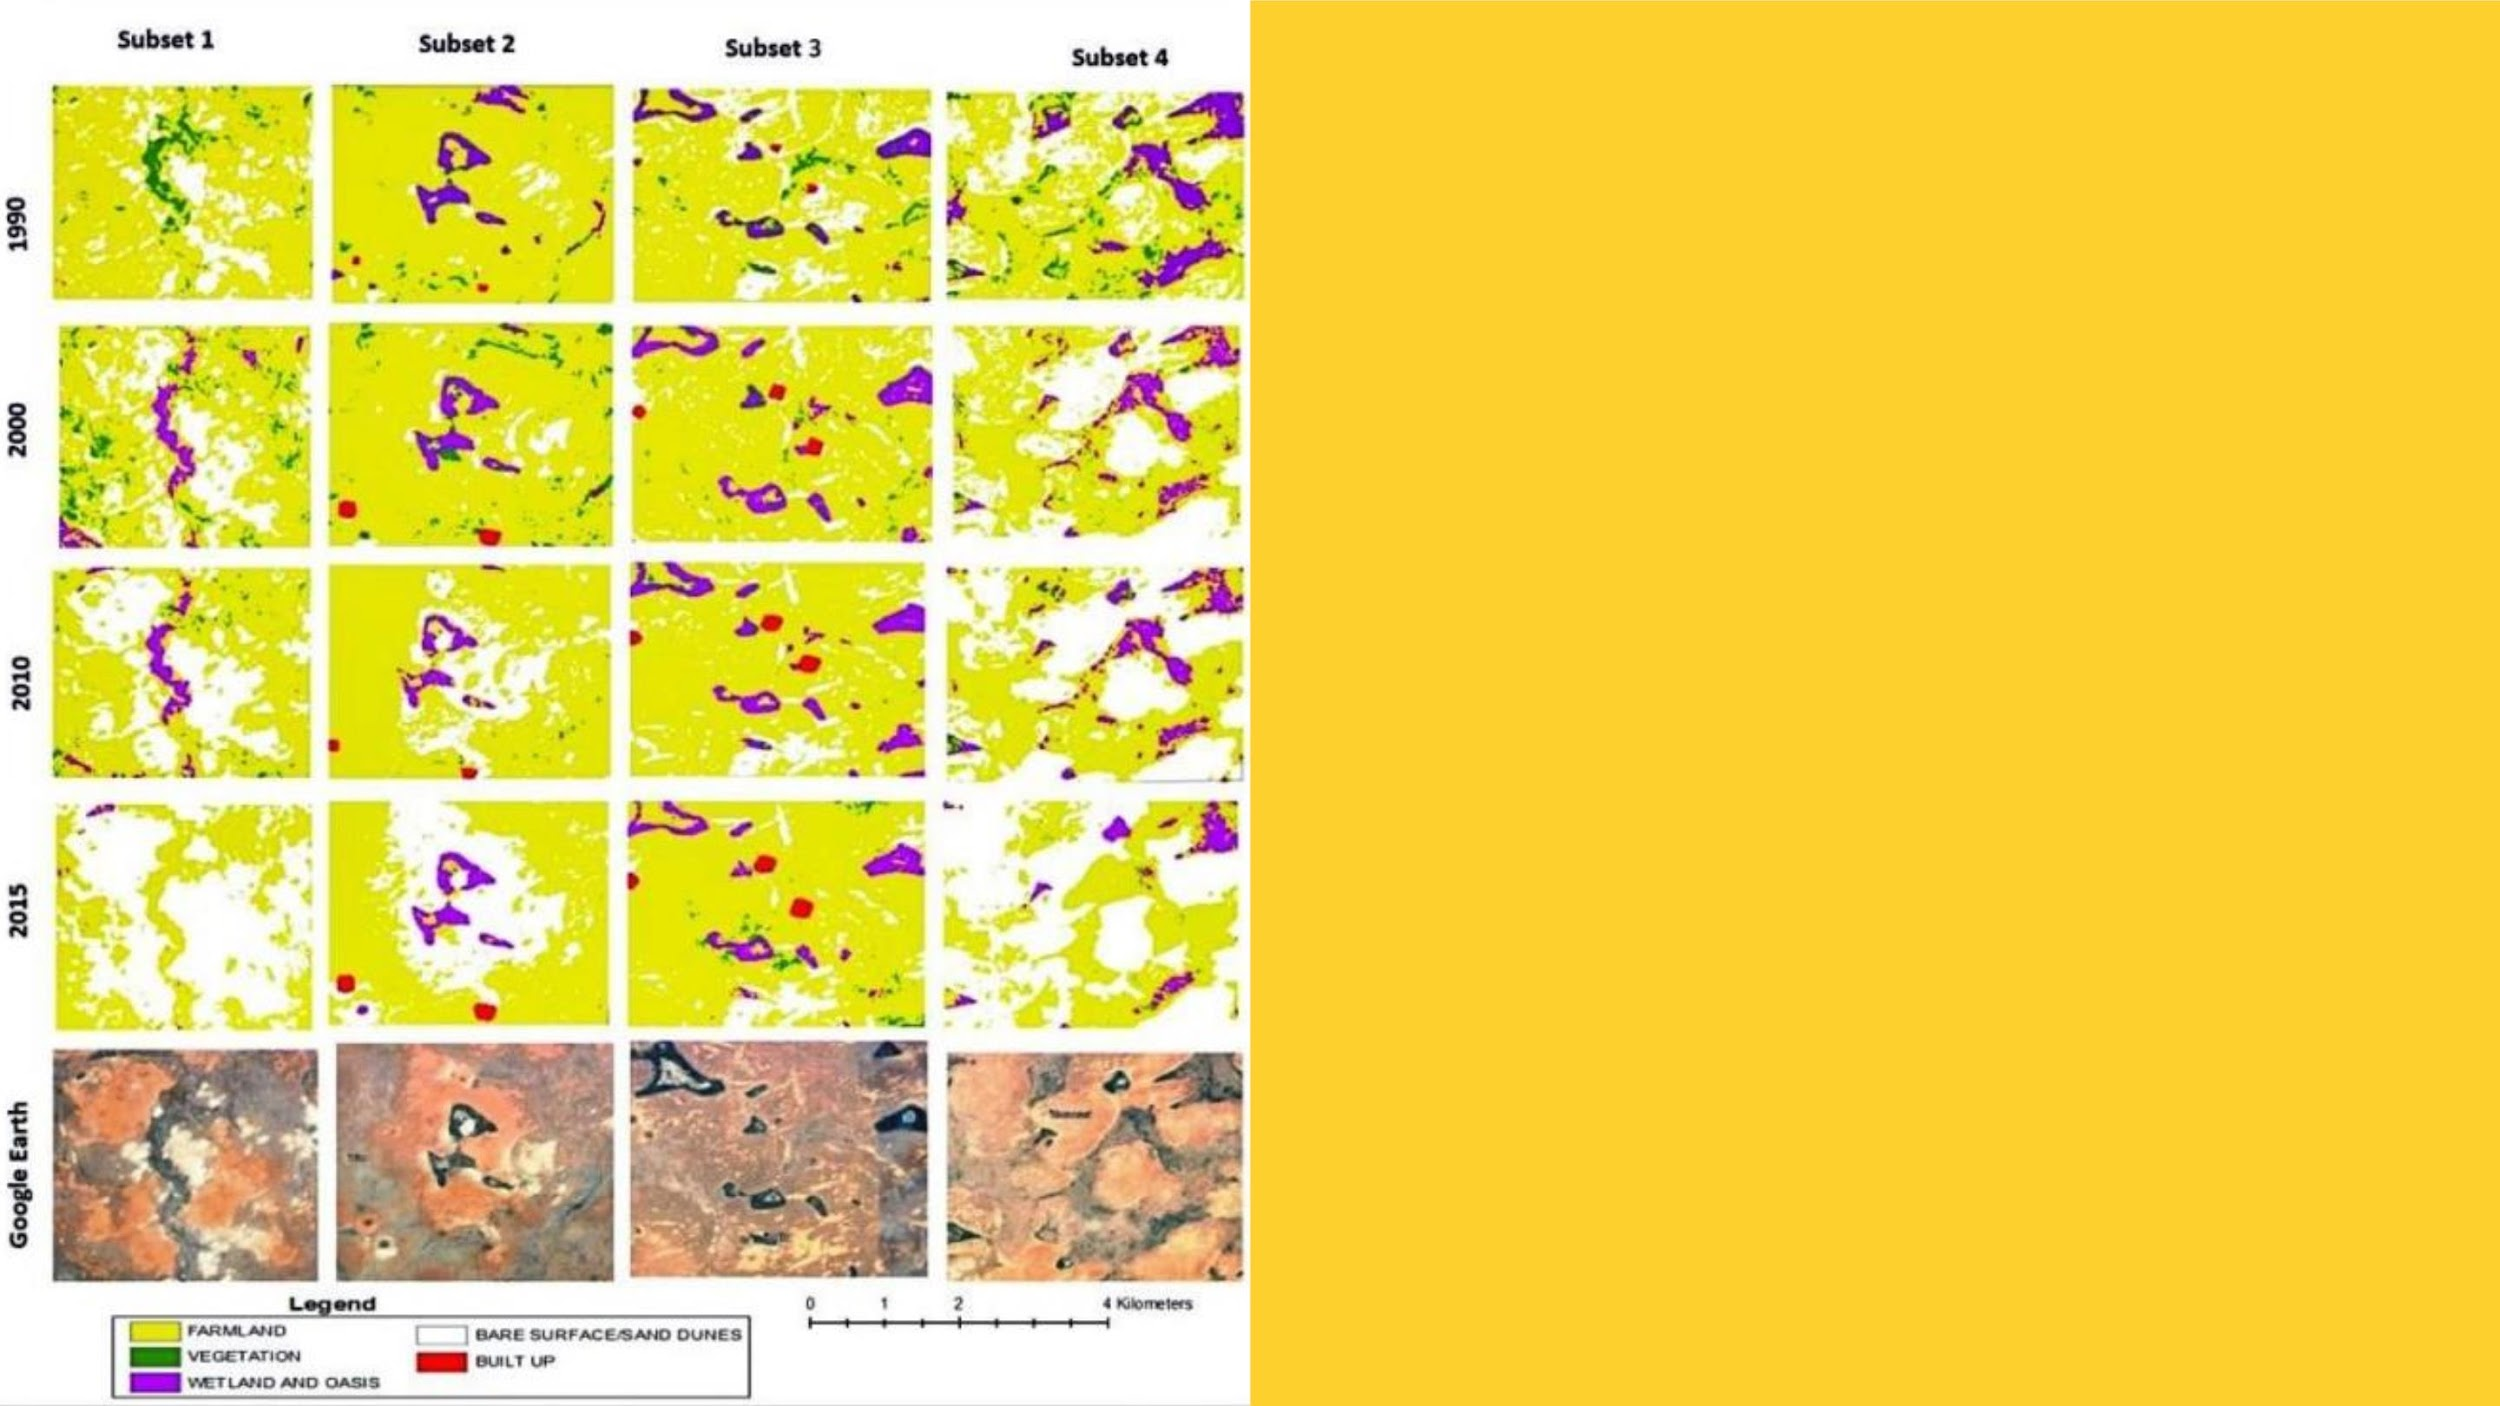 Subset 1
Subset 2
Subset 3
Subset 4
1990
2000
2010
2015
Google Earth
Legend
FARMLAND
VEGETATION
WETLAND AND OASIS
BARE SURFACE/SAND DUNES
BUILT UP
0 1 2 4 Kilometers